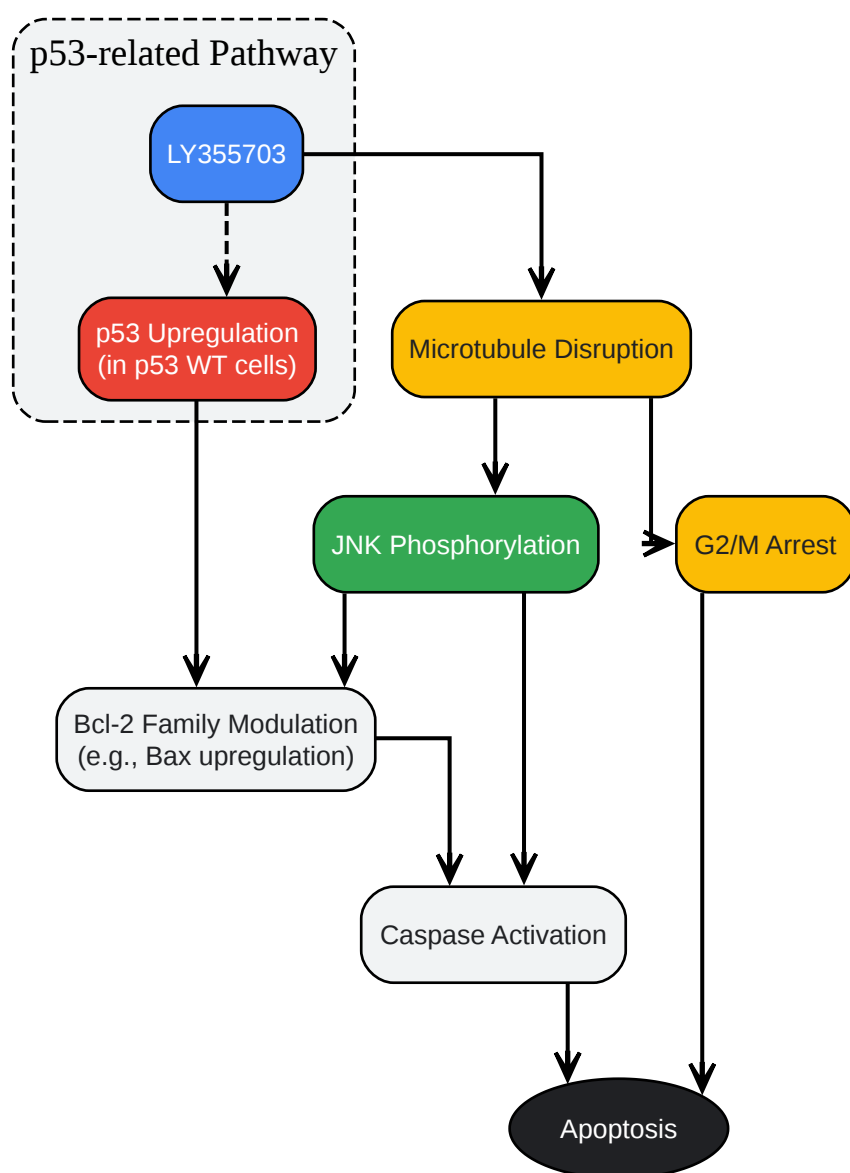 p53-related Pathway
LY355703
p53 Upregulation
(in p53 WT cells)
Microtubule Disruption
JNK Phosphorylation
G2/M Arrest
Bcl-2 Family Modulation
(e.g., Bax upregulation)
Caspase Activation
Apoptosis